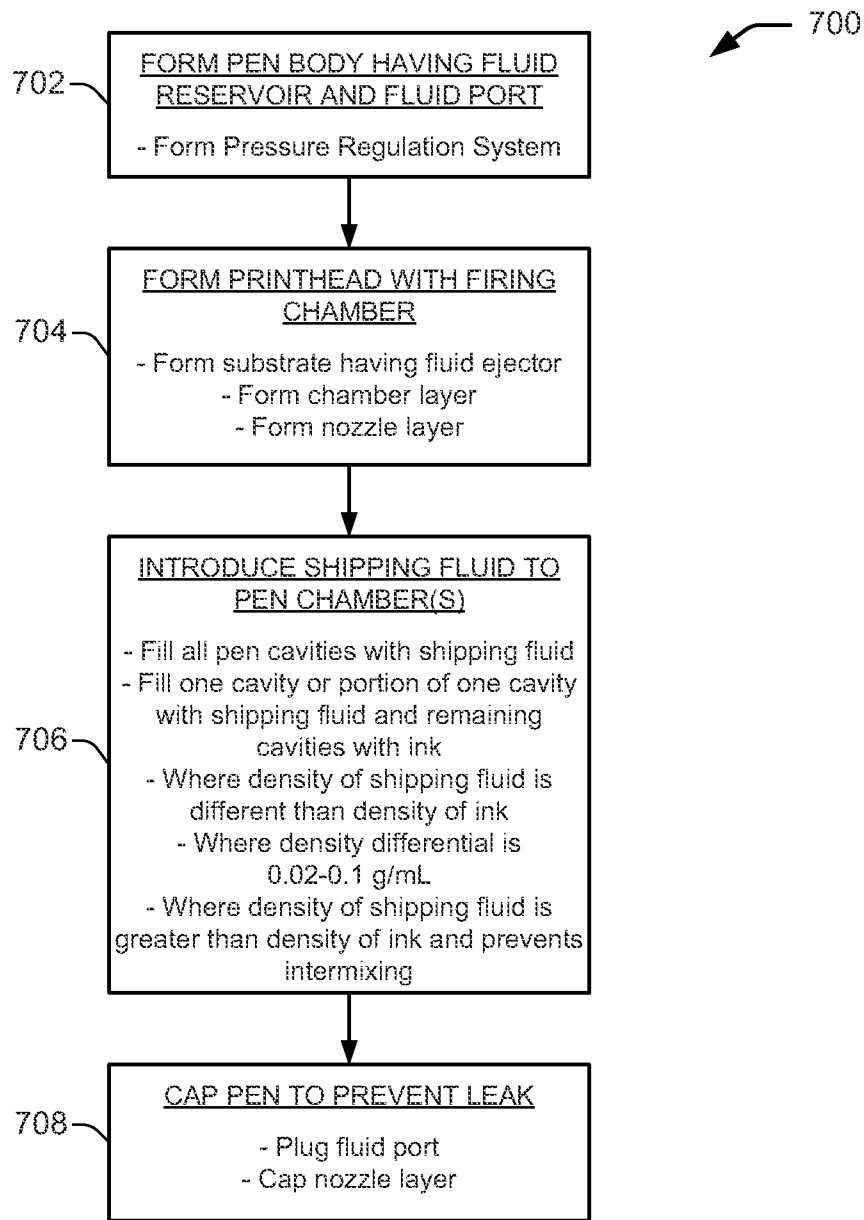 700
702
FORM PEN BODY HAVING FLUID
RESERVOIR AND FLUID PORT
- Form Pressure Regulation System
704
FORM PRINTHEAD WITH FIRING
CHAMBER
- Form substrate having fluid ejector
- Form chamber layer
- Form nozzle layer
706
INTRODUCE SHIPPING FLUID TO
PEN CHAMBER(S)
- Fill all pen cavities with shipping fluid
- Fill one cavity or portion of one cavity
with shipping fluid and remaining
cavities with ink
- Where density of shipping fluid is
different than density of ink
- Where density differential is
0.02-0.1 g/mL
- Where density of shipping fluid is
greater than density of ink and prevents
intermixing
708
CAP PEN TO PREVENT LEAK
- Plug fluid port
- Cap nozzle layer